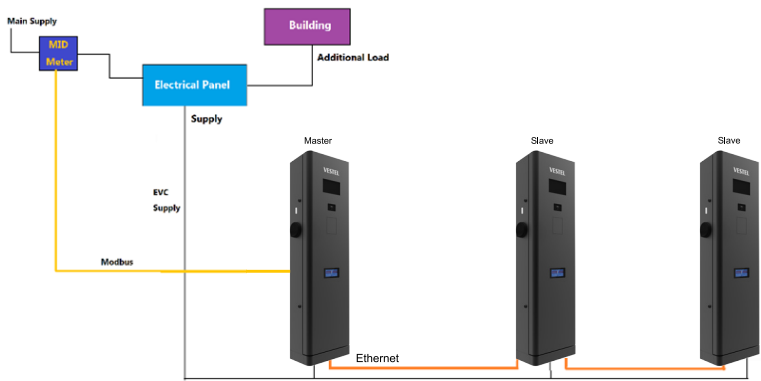 Main Supply
MID
Meter
Building
Additional Load
Electrical Panel
Supply
Master
Slave
Slave
VESTEL
VESTEL
VESTEL
EVC
Supply
Modbus
Ethernet